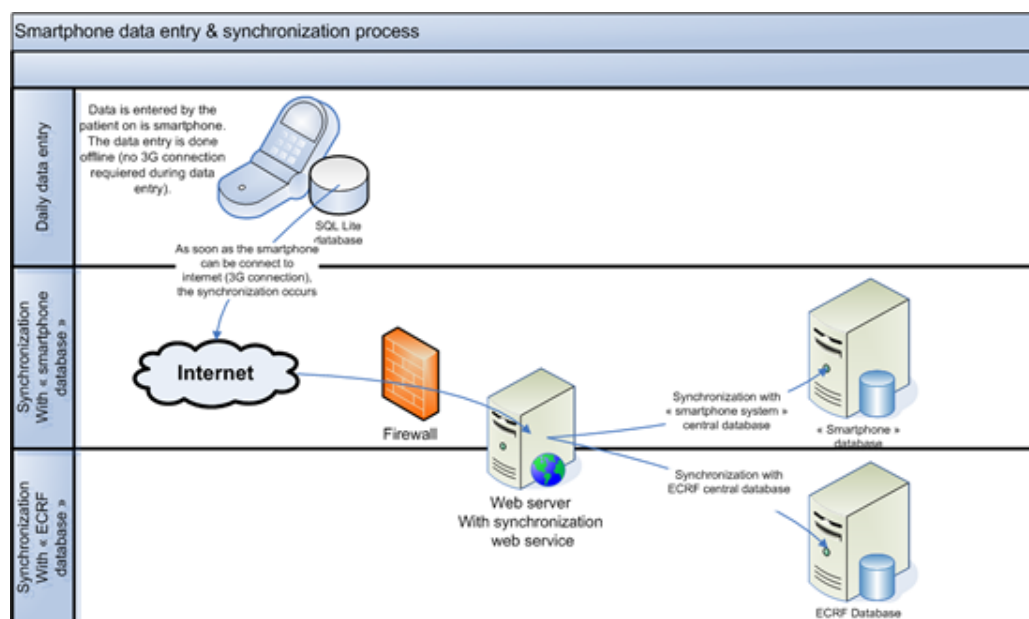 Smartphone data entry & synchronization process
Daily data entry
Data is entered by the
patient on is smartphone.
The data entry is done
offline (no 3G connection
requiered during data
entry).
SQL Lite
database
As soon as the smartphone
can be connect to
internet (3G connection),
the synchronization occurs
Synchronization
With « smartphone
database »
Internet
Firewall
Synchronization with
« smartphone system »
central database
« Smartphone »
database
Synchronization
With « ECRF
database »
Web server
With synchronization
web service
Synchronization with
ECRF central database
ECRF Database